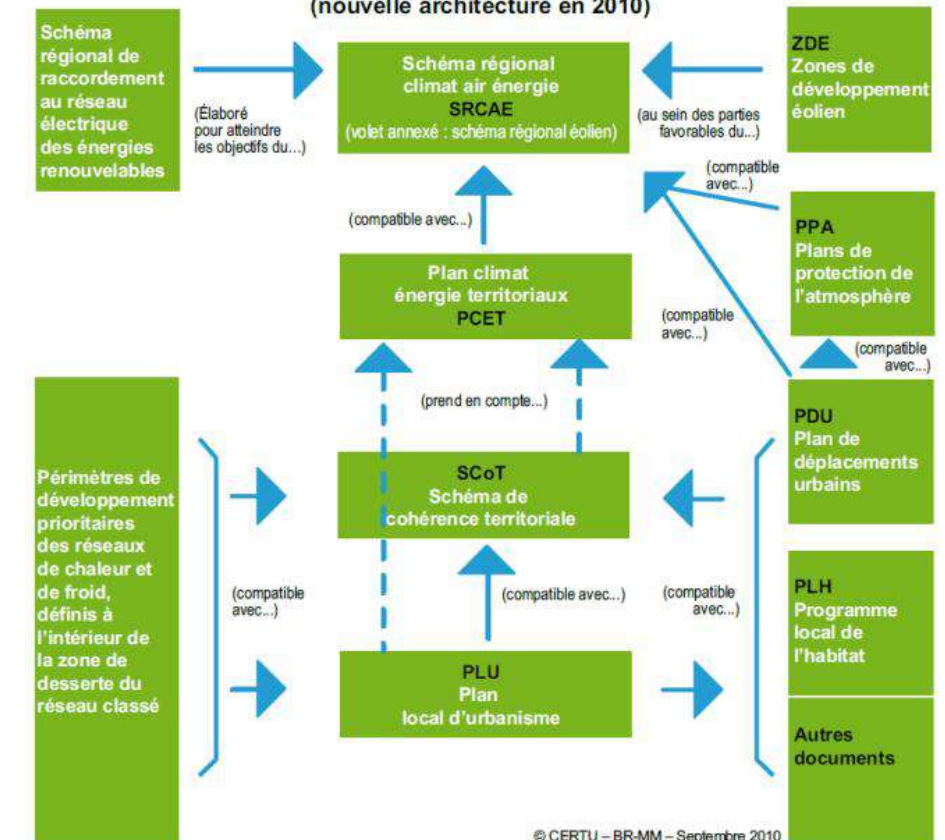 (nouvelle architecture en 2010)
Schéma
régional de
raccordement
au réseau
électrique
des énergies
renouvelables
(Élaboré
pour atteindre
les objectifs du...)
Schéma régional
climat air énergie
SRCAE
(volet annexé : schéma régional éolien)
(au sein des parties
favorables du...)
ZDE
Zones de
développement
éolien
(compatible
avec...)
(compatible avec...)
PPA
Plans de
protection de
l'atmosphère
Plan climat
énergie territoriaux
PCET
(compatible
avec...)
(compatible
avec...)
(prend en compte...)
PDU
Plan de
déplacements
urbains
Périmètres de
développement
prioritaires
des réseaux
de chaleur et
de froid,
définis à
l'intérieur de
la zone de
desserte du
réseau classé
SCoT
Schéma de
cohérence territoriale
(compatible
avec...)
(compatible avec...)
(compatible
avec...)
PLH
Programme
local de
l'habitat
PLU
Plan
local d'urbanisme
Autres
documents
© CERTU – BR-MM – Septembre 2010